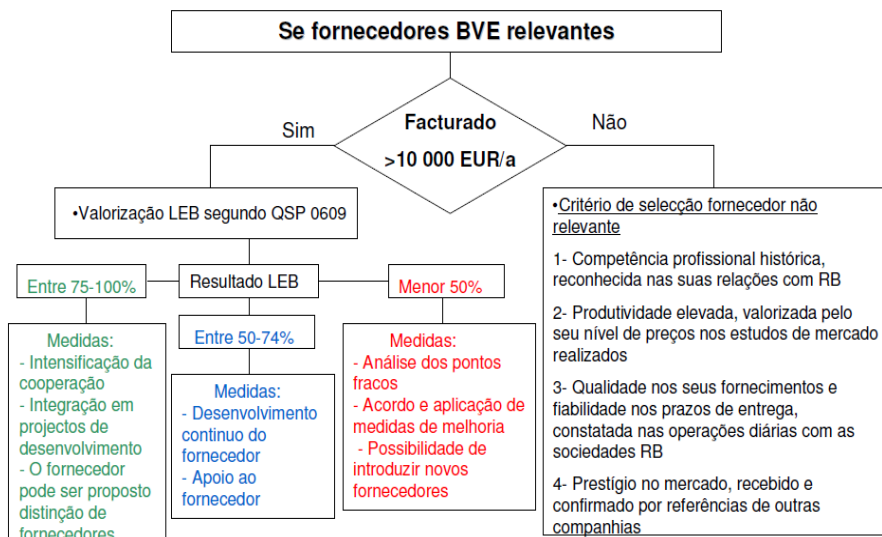 Se fornecedores BVE relevantes
Sim
Facturado
>10 000 EUR/a
Não
•Valorização LEB segundo QSP 0609
Entre 75-100%
Resultado LEB
Menor 50%
Entre 50-74%
Medidas:
- Intensificação da
cooperação
- Integração em
projectos de
desenvolvimento
- O fornecedor
pode ser proposto
distinção de
fornecedores
Medidas:
- Desenvolvimento
continuo do
fornecedor
- Apoio ao
fornecedor
Medidas:
- Análise dos pontos
fracos
- Acordo e aplicação de
medidas de melhoria
- Possibilidade de
introduzir novos
fornecedores
•Critério de selecção fornecedor não
relevante
1- Competência profissional histórica,
reconhecida nas suas relações com RB
2- Produtividade elevada, valorizada pelo
seu nível de preços nos estudos de mercado
realizados
3- Qualidade nos seus fornecimentos e
fiabilidade nos prazos de entrega,
constatada nas operações diárias com as
sociedades RB
4- Prestígio no mercado, recebido e
confirmado por referências de outras
companhias